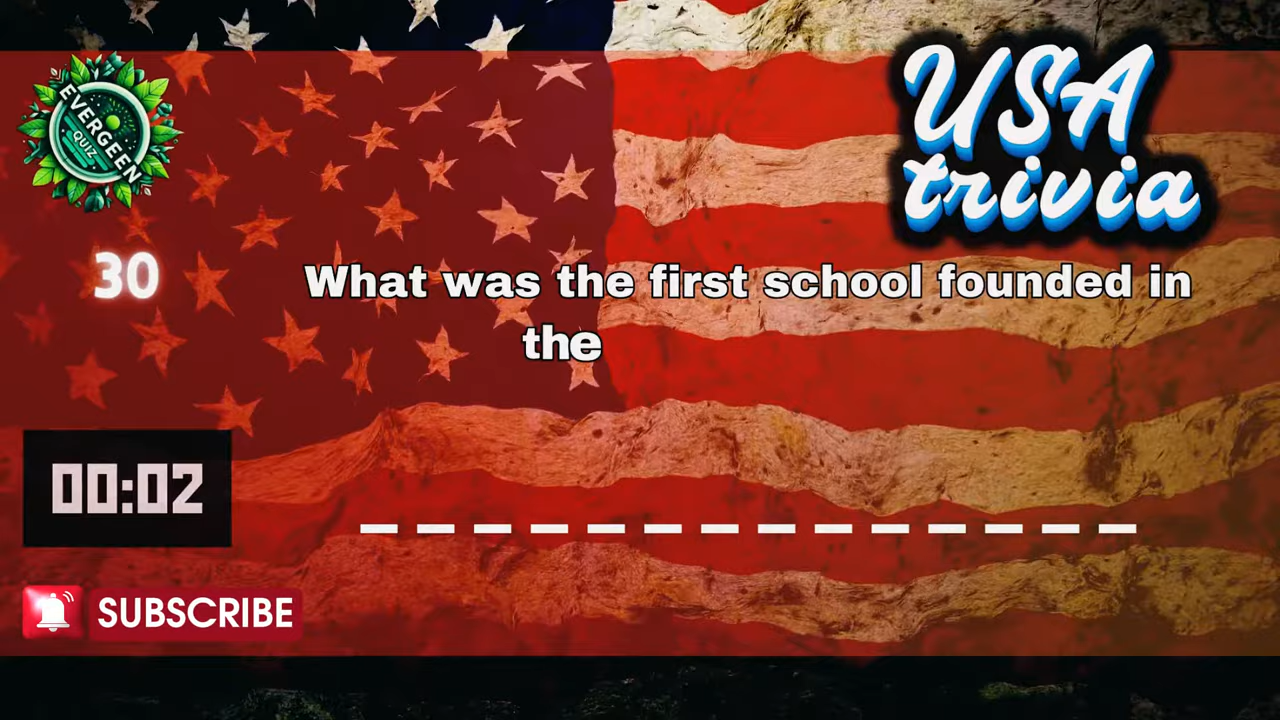 EVERGEEN
QUIZ
USA
trivia
30
What was the first school founded in
the
00:02
SUBSCRIBE